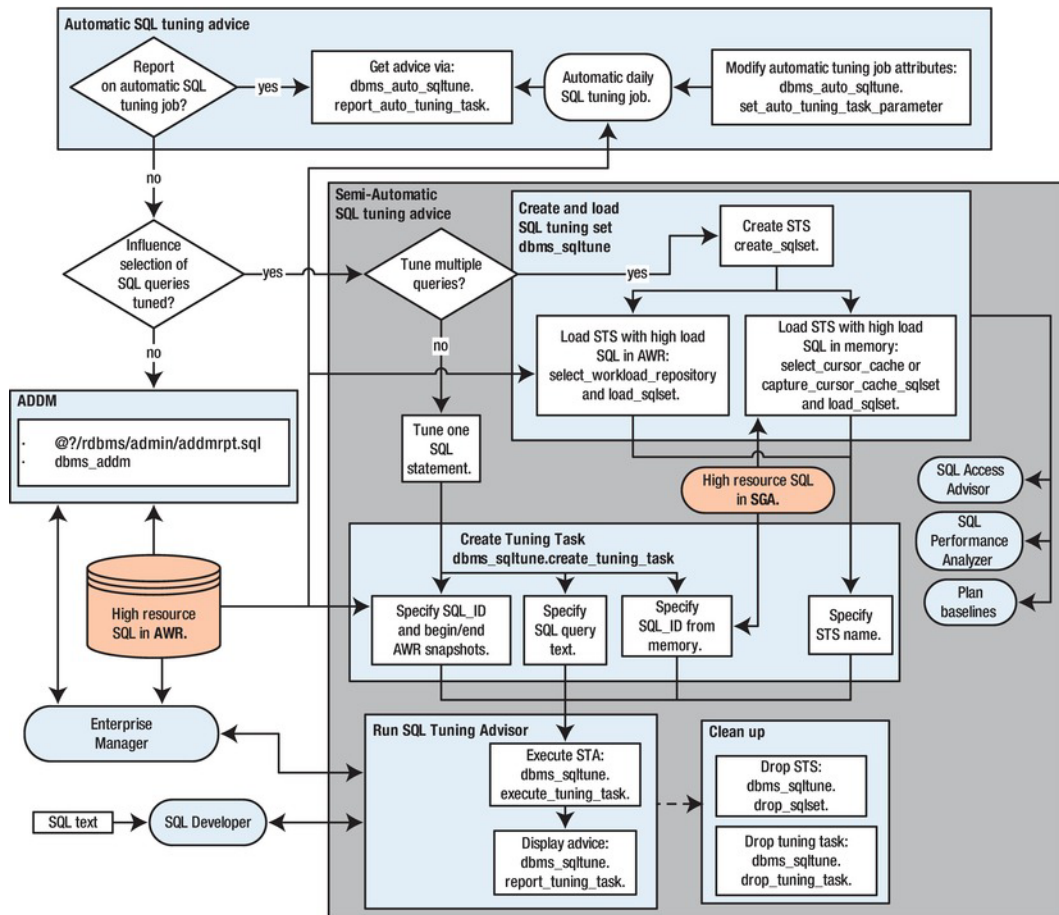 Automatic SQL tuning advice
Report
on automatic SQL
tuning job?
yes
Get advice via:
dbms_auto_sqltune.
report_auto_tuning_task.
Automatic daily
SQL tuning job.
Modify automatic tuning job attributes:
dbms_auto_sqltune.
set_auto_tuning_task_parameter
no
Influence
selection of
SQL queries
tuned?
yes
no
Semi-Automatic
SQL tuning advice
Tune multiple
queries?
yes
no
Create and load
SQL tuning set
dbms_sqltune
Create STS
create_sqlset.
Load STS with high load
SQL in AWR:
select_workload_repository
and load_sqlset.
Load STS with high load
SQL in memory:
select_cursor_cache or
capture_cursor_cache_sqlset
and load_sqlset.
ADDM
· @?/rdbms/admin/addmrpt.sql
· dbms_addm
Tune one
SQL
statement.
High resource SQL
in SGA.
SQL Access
Advisor
SQL
Performance
Analyzer
Plan
baselines
High resource
SQL in AWR.
Create Tuning Task
dbms_sqltune.create_tuning_task
Specify SQL_ID
and begin/end
AWR snapshots.
Specify
SQL query
text.
Specify
SQL_ID from
memory.
Specify
STS name.
Enterprise
Manager
SQL text
SQL Developer
Run SQL Tuning Advisor
Execute STA:
dbms_sqltune.
execute_tuning_task.
Display advice:
dbms_sqltune.
report_tuning_task.
Clean up
Drop STS:
dbms_sqltune.
drop_sqlset.
Drop tuning task:
dbms_sqltune.
drop_tuning_task.